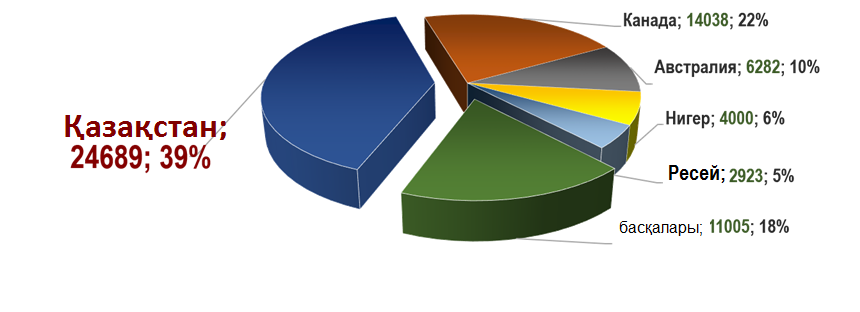 Канада; 14038; 22%
Австралия; 6282; 10%
Нигер; 4000; 6%
Ресей; 2923; 5%
басқалары; 11005; 18%
Қазақстан;
24689; 39%